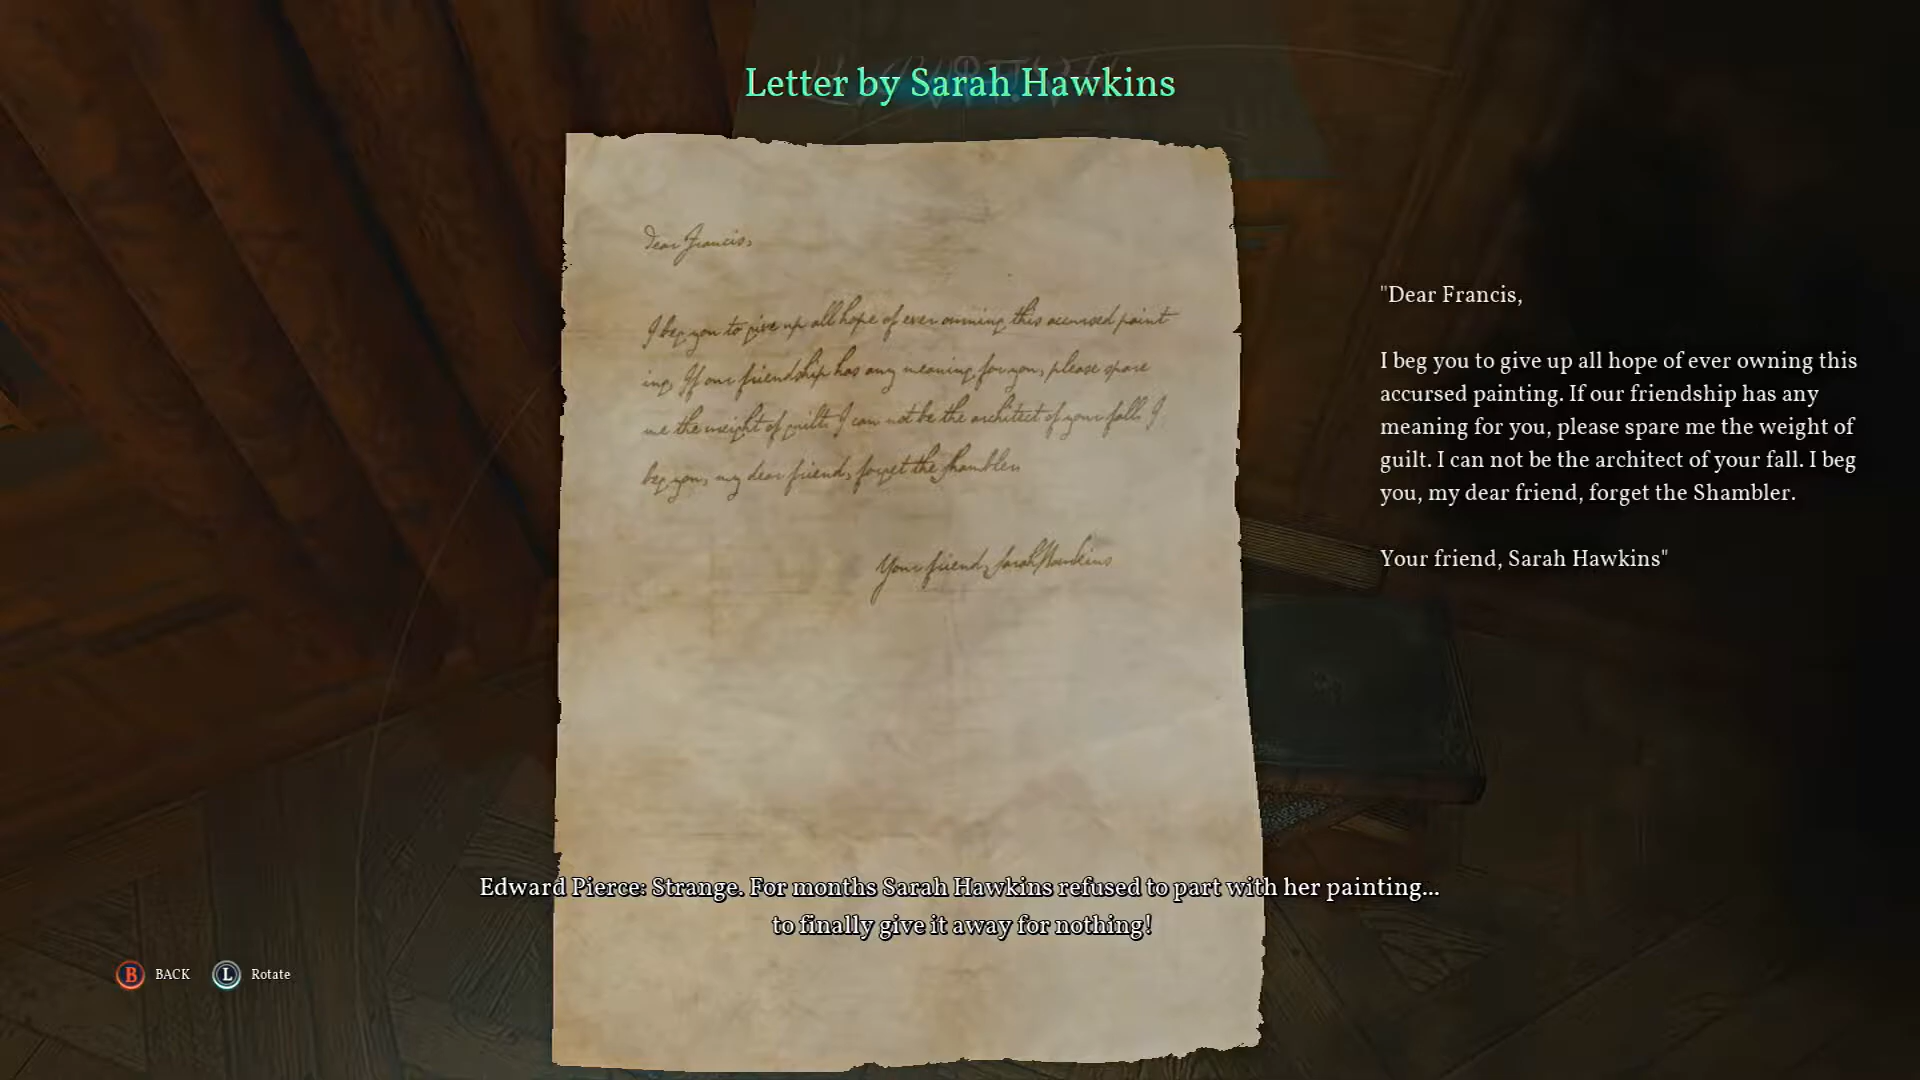 Letter by Sarah Hawkins
Dear Francis,
I beg you to give up all hope of ever owning this accursed paint
ing. If our friendship has any meaning for you, please spare
me the weight of guilt. I can not be the architect of your fall. I
beg you, my dear friend, forget the Shambler.
Your friend, Sarah Hawkins
"Dear Francis,
I beg you to give up all hope of ever owning this
accursed painting. If our friendship has any
meaning for you, please spare me the weight of
guilt. I can not be the architect of your fall. I beg
you, my dear friend, forget the Shambler.
Your friend, Sarah Hawkins"
Edward Pierce: Strange. For months Sarah Hawkins refused to part with her painting...
to finally give it away for nothing!
B BACK L Rotate